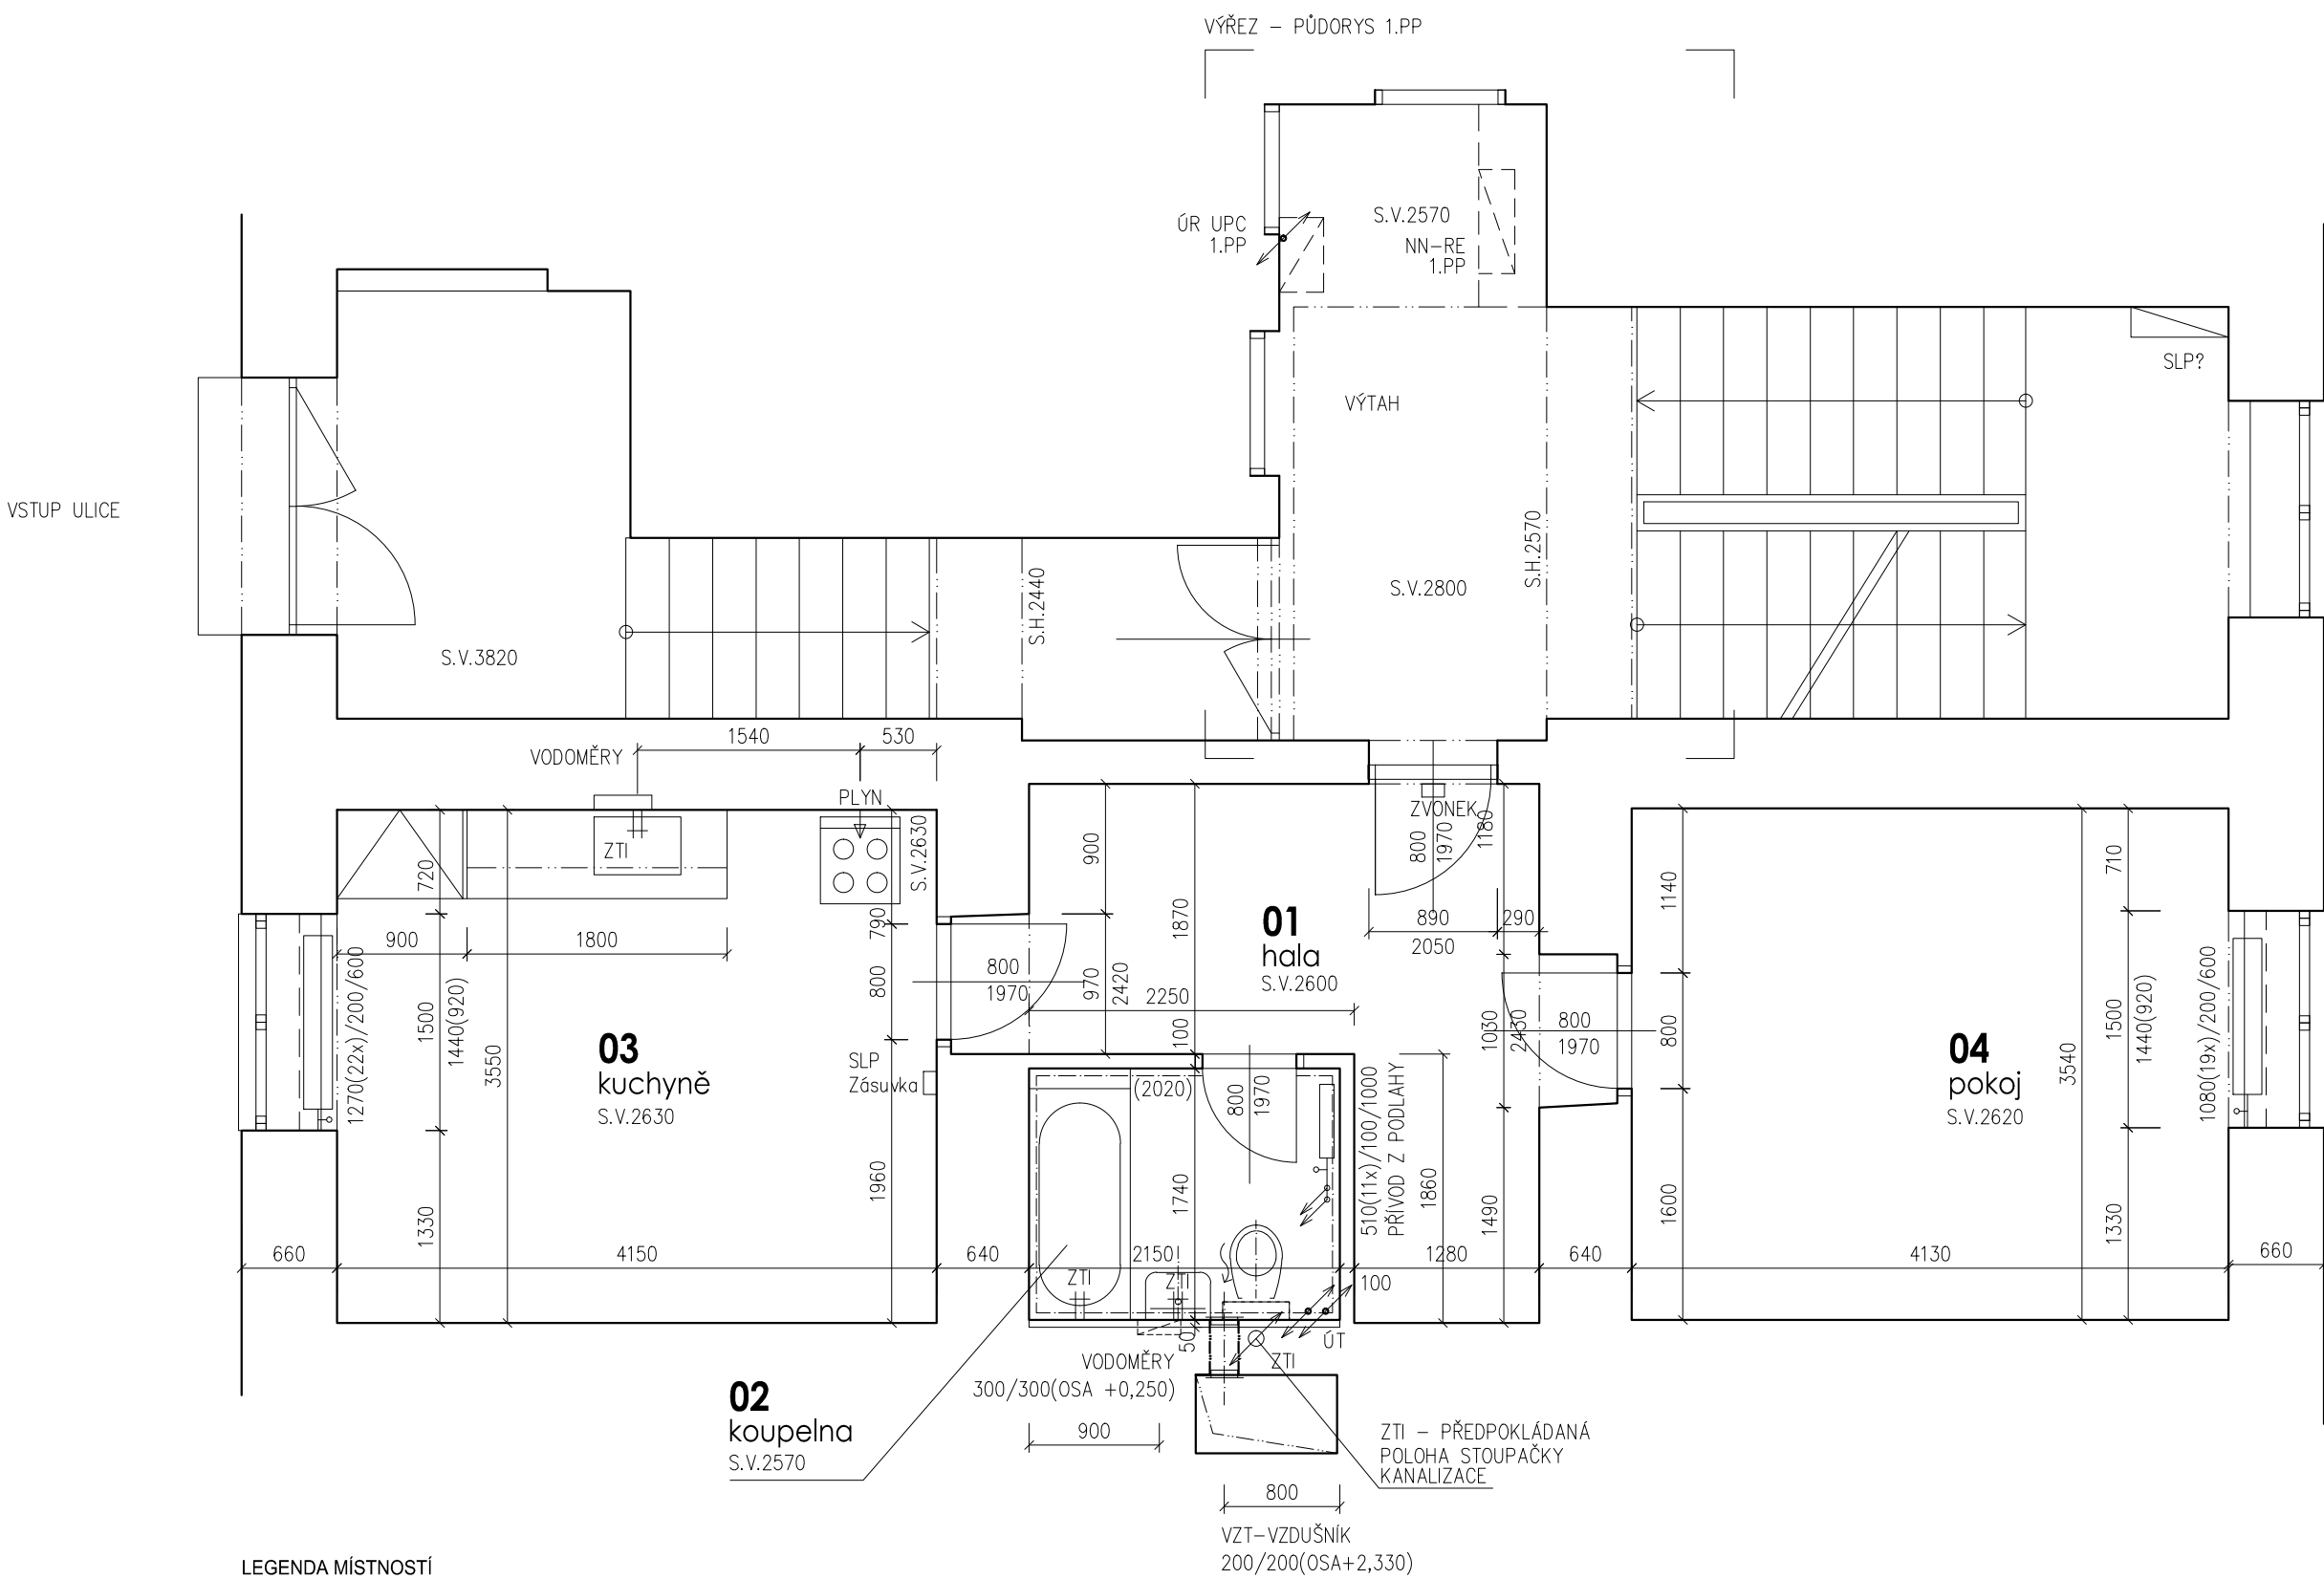 VÝŘEZ – PŮDORYS 1.PP
ÚR UPC
1.PP
S.V.2570
NN–RE
1.PP
SLP?
VÝTAH
VSTUP ULICE
S.H.2570
S.H.2440
S.V.2800
S.V.3820
1540
530
VODOMĚRY
PLYN
ZVONEK
ZTI
S.V.2630
800
1970
1180
900
720
790
710
1140
1870
01
hala
S.V.2600
890
290
2050
900
1800
800
1970
970
2420
2250
100
800
1270(22x)/200/600
1500
1440(920)
3550
03
kuchyně
S.V.2630
SLP
Zásuvka
1030
2430
800
1970
800
04
pokoj
S.V.2620
3540
1500
1440(920)
1080(19x)/200/600
(2020)
800
1970
510(11x)/100/1000
PŘÍVOD Z PODLAHY
1860
1490
1600
1740
1960
1330
1330
660
4150
640
2150
1280
640
4130
660
100
ZTI
ZTI
50
ÚT
ZTI
VODOMĚRY
300/300(OSA +0,250)
02
koupelna
S.V.2570
900
ZTI – PŘEDPOKLÁDANÁ
POLOHA STOUPAČKY
KANALIZACE
800
VZT–VZDUŠNÍK
200/200(OSA+2,330)
LEGENDA MÍSTNOSTÍ